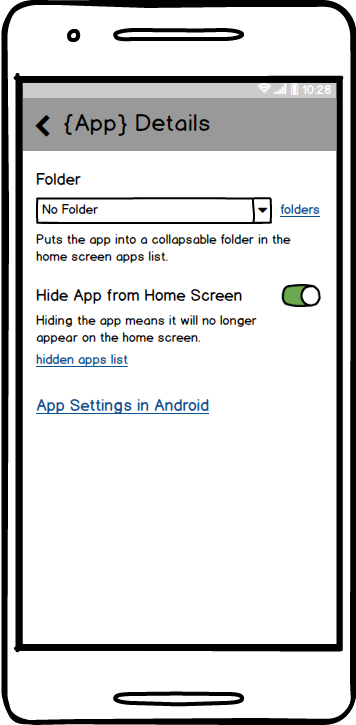 10:28
{App} Details
Folder
No Folder
folders
Puts the app into a collapsable folder in the
home screen apps list.
Hide App from Home Screen
Hiding the app means it will no longer
appear on the home screen.
hidden apps list
App Settings in Android